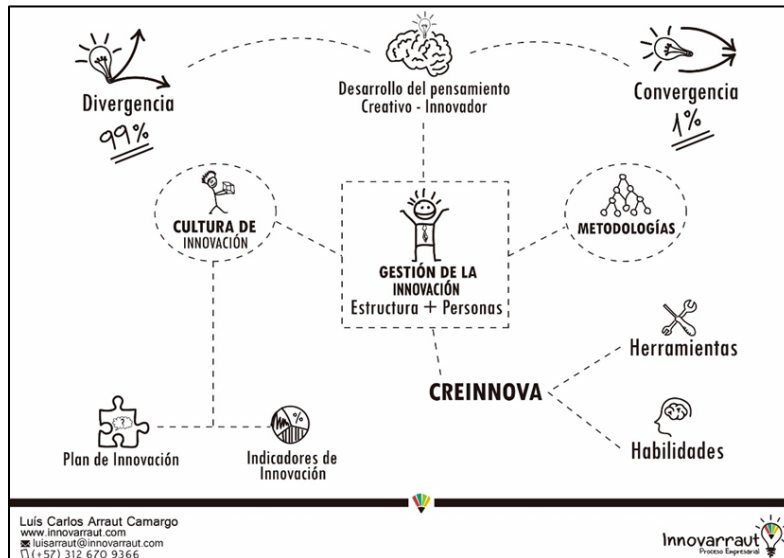 Divergencia
99%
Desarrollo del pensamiento
Creativo - Innovador
Convergencia
1%
CULTURA DE
INNOVACIÓN
GESTIÓN DE LA
INNOVACIÓN
Estructura + Personas
METODOLOGÍAS
CREINNOVA
Herramientas
Habilidades
?
Plan de Innovación
%
Indicadores de
Innovación
Luís Carlos Arraut Camargo
www.innovarraut.com
luisarraut@innovarraut.com
(+57) 312 670 9366
Innovarraut
Proceso Empresarial